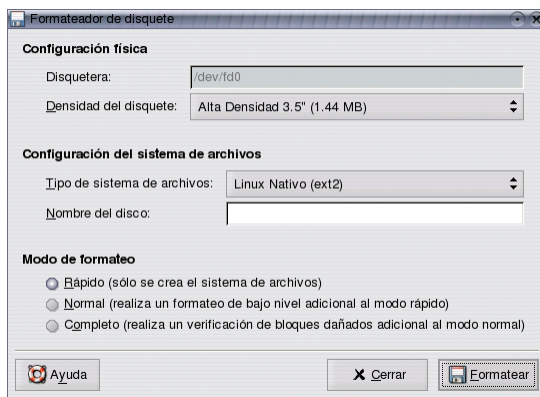 Formateador de disquete
Configuración física
Disquetera: /dev/fd0
Densidad del disquete: Alta Densidad 3.5" (1.44 MB)
Configuración del sistema de archivos
Tipo de sistema de archivos: Linux Nativo (ext2)
Nombre del disco:
Modo de formateo
Rápido (sólo se crea el sistema de archivos)
Normal (realiza un formateo de bajo nivel adicional al modo rápido)
Completo (realiza un verificación de bloques dañados adicional al modo normal)
Ayuda Cerrar Formatear